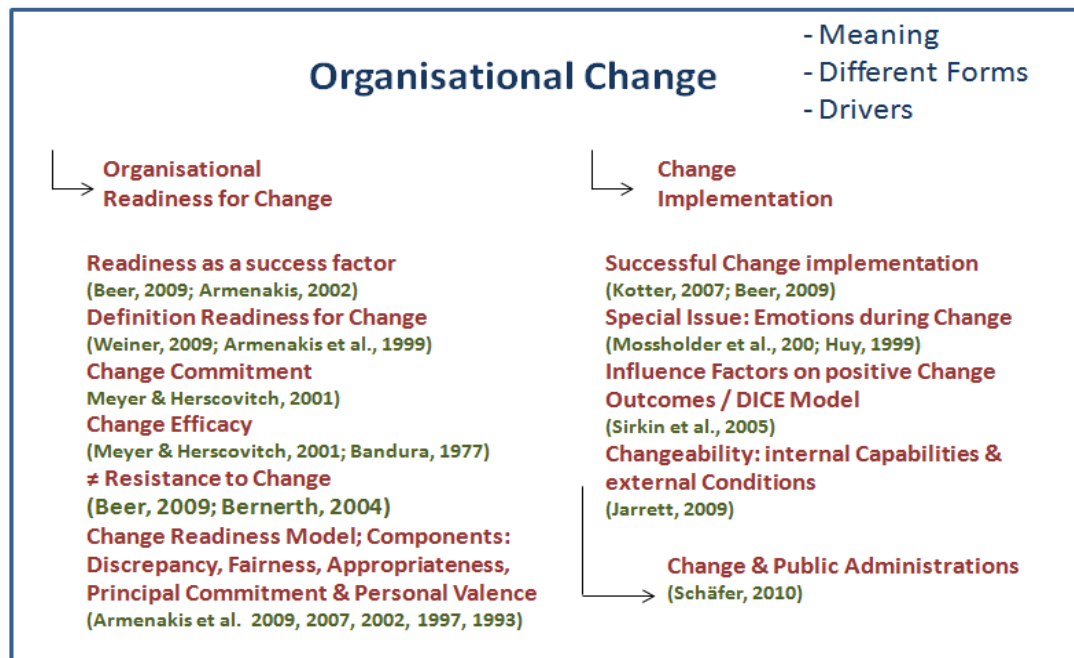 Organisational Change
- Meaning
- Different Forms
- Drivers
Organisational
Readiness for Change
Readiness as a success factor
(Beer, 2009; Armenakis, 2002)
Definition Readiness for Change
(Weiner, 2009; Armenakis et al., 1999)
Change Commitment
Meyer & Herscovitch, 2001)
Change Efficacy
(Meyer & Herscovitch, 2001; Bandura, 1977)
≠ Resistance to Change
(Beer, 2009; Bernerth, 2004)
Change Readiness Model; Components:
Discrepancy, Fairness, Appropriateness,
Principal Commitment & Personal Valence
(Armenakis et al. 2009, 2007, 2002, 1997, 1993)
Change
Implementation
Successful Change implementation
(Kotter, 2007; Beer, 2009)
Special Issue: Emotions during Change
(Mossholder et al., 200; Huy, 1999)
Influence Factors on positive Change
Outcomes / DICE Model
(Sirkin et al., 2005)
Changeability: internal Capabilities &
external Conditions
(Jarrett, 2009)
Change & Public Administrations
(Schäfer, 2010)